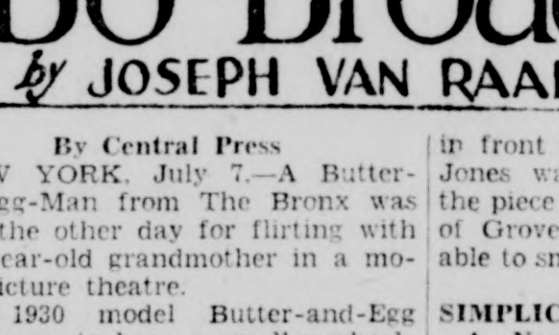 by JOSEPH VAN RAA
By Central Press
YORK, July 7.—A Butter-
gg-Man from The Bronx was
the other day for flirting with
ear-old grandmother in a mo-
icture theatre.
1930 model Butter-and-Egg
in front
Jones wa
the piece
of Grove
able to sn
SIMPLIC